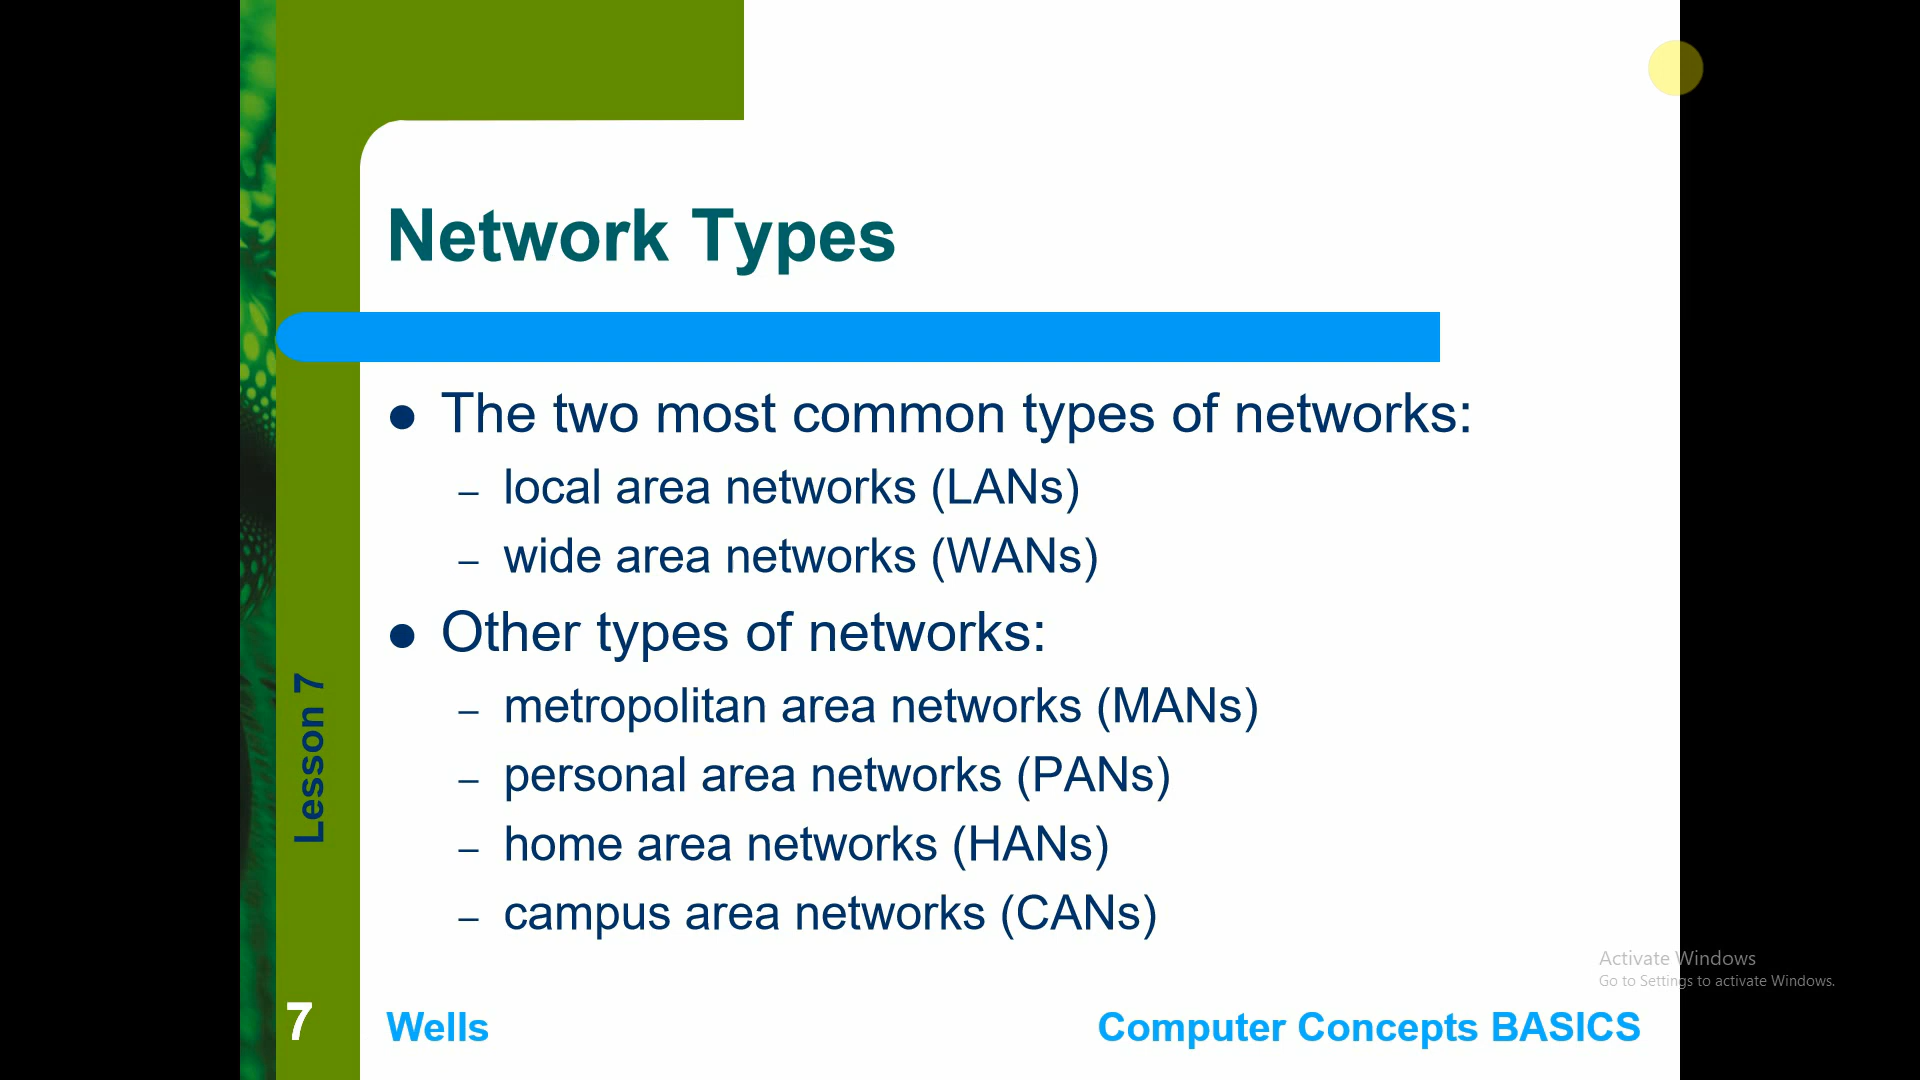 Network Types
The two most common types of networks:
– local area networks (LANs)
– wide area networks (WANs)
Other types of networks:
– metropolitan area networks (MANs)
– personal area networks (PANs)
– home area networks (HANs)
– campus area networks (CANs)
Lesson 7
Activate Windows
Go to Settings to activate Windows.
7
Wells
Computer Concepts BASICS